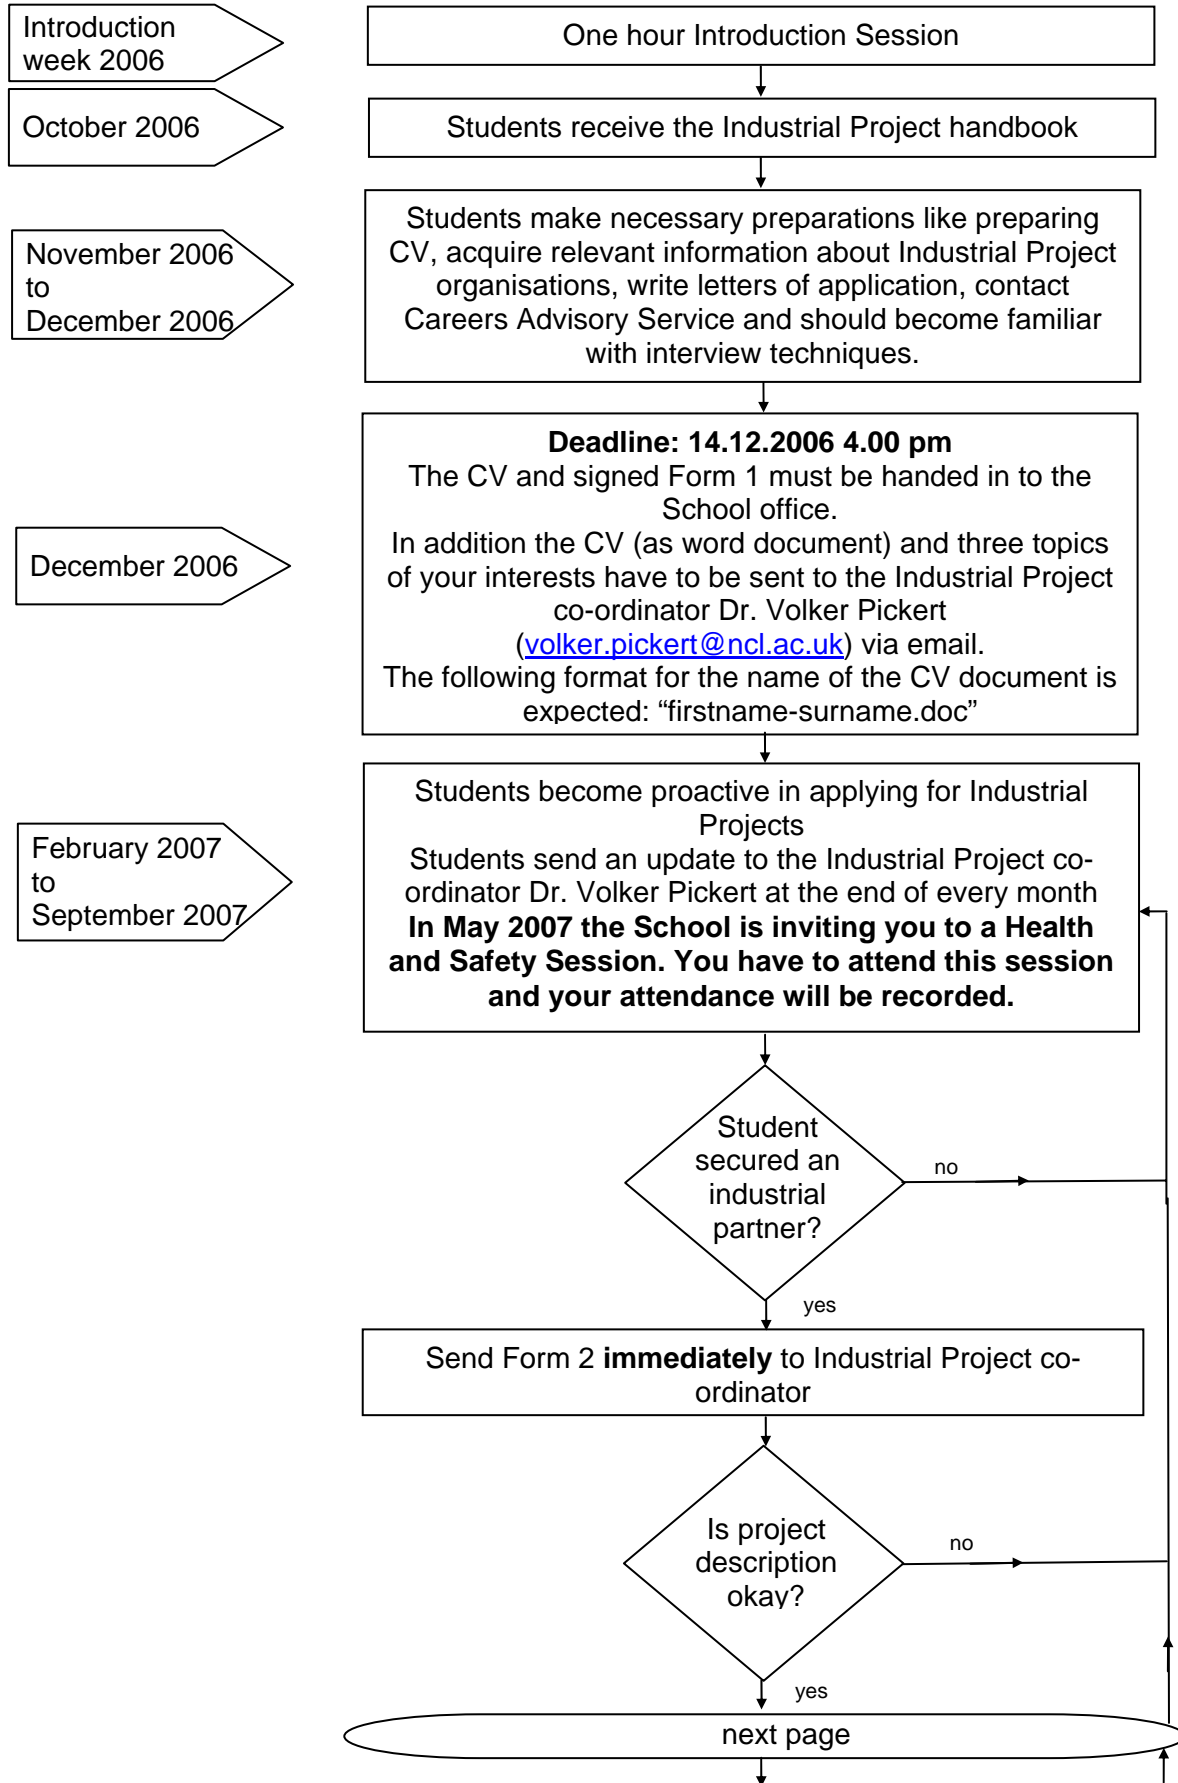 Introduction
week 2006
One hour Introduction Session
October 2006
Students receive the Industrial Project handbook
November 2006
to
December 2006
Students make necessary preparations like preparing
CV, acquire relevant information about Industrial Project
organisations, write letters of application, contact
Careers Advisory Service and should become familiar
with interview techniques.
December 2006
Deadline: 14.12.2006 4.00 pm
The CV and signed Form 1 must be handed in to the
School office.
In addition the CV (as word document) and three topics
of your interests have to be sent to the Industrial Project
co-ordinator Dr. Volker Pickert
(volker.pickert@ncl.ac.uk) via email.
The following format for the name of the CV document is
expected: “firstname-surname.doc”
February 2007
to
September 2007
Students become proactive in applying for Industrial
Projects
Students send an update to the Industrial Project co-
ordinator Dr. Volker Pickert at the end of every month
In May 2007 the School is inviting you to a Health
and Safety Session. You have to attend this session
and your attendance will be recorded.
Student
secured an
industrial
partner?
no
yes
Send Form 2 immediately to Industrial Project co-
ordinator
Is project
description
okay?
no
yes
next page